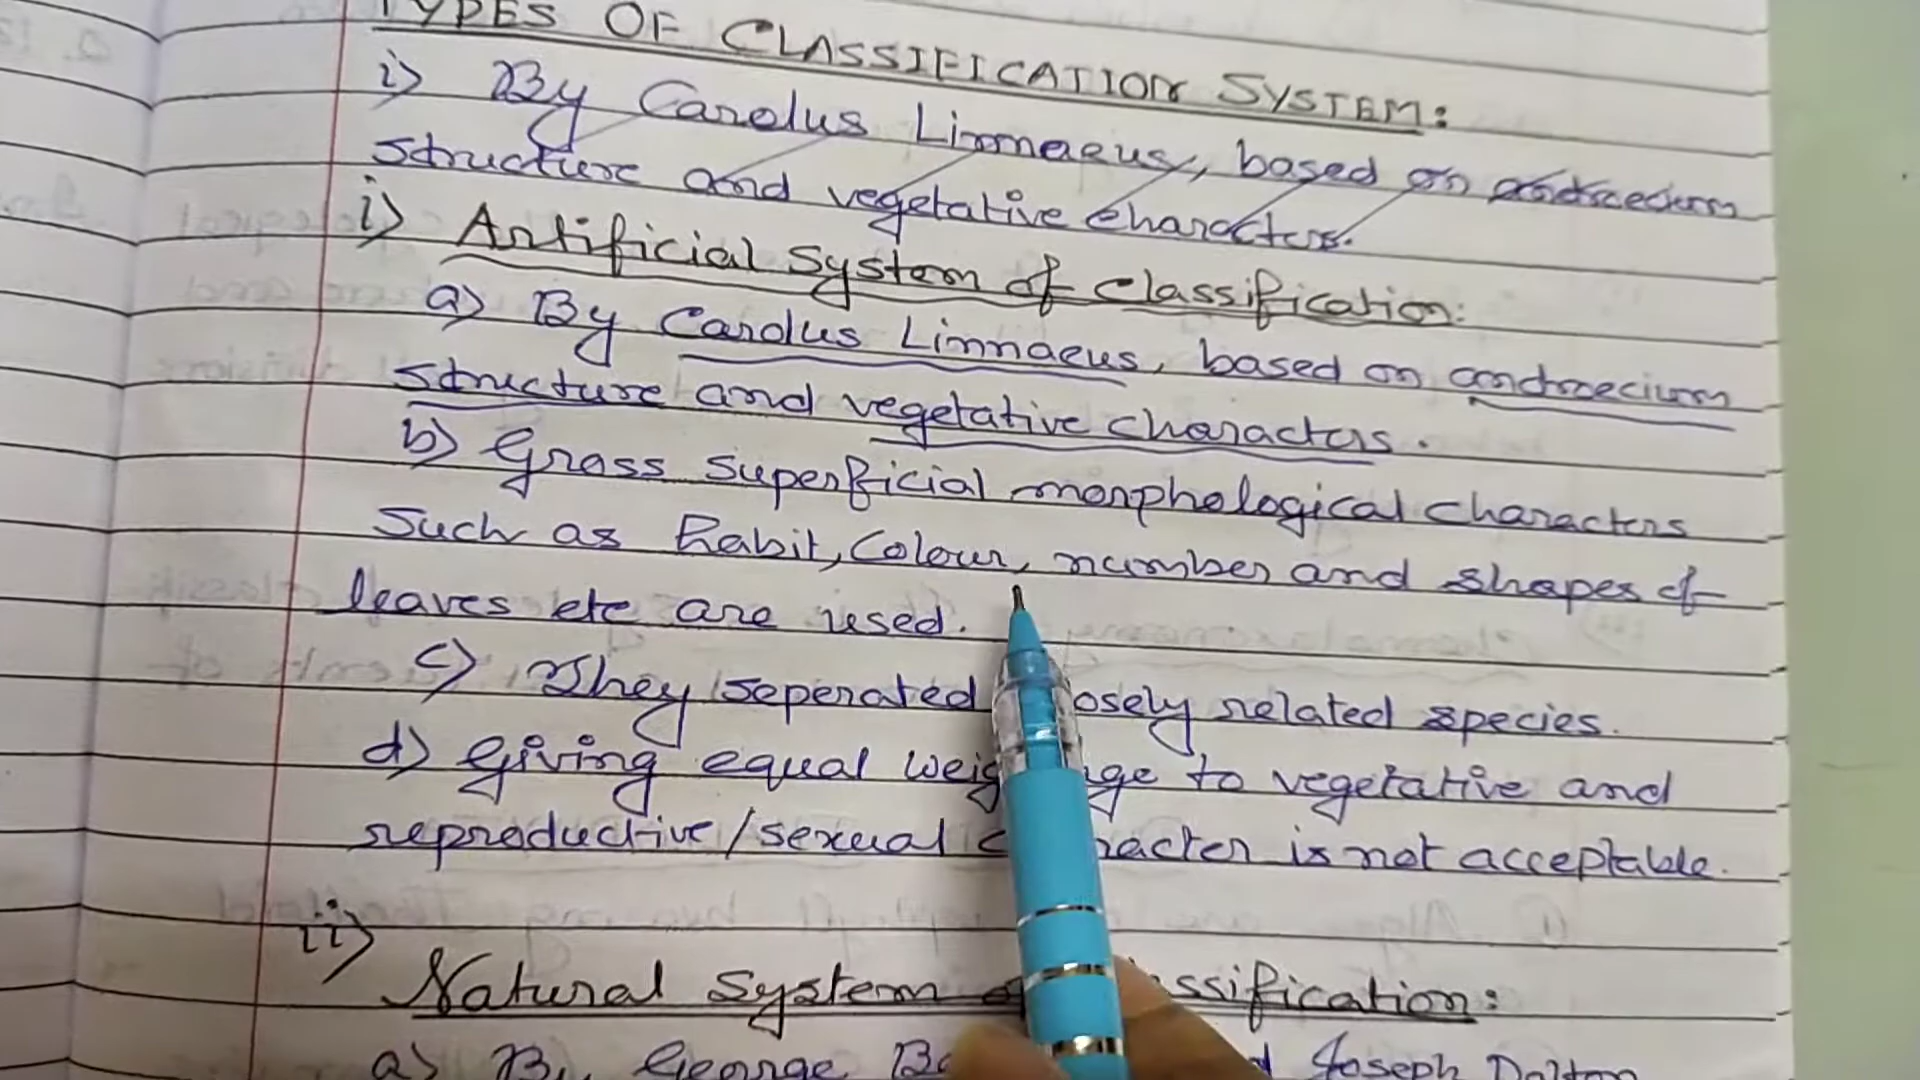 TYPES OF CLASSIFICATION SYSTEM:
i) By Carolus Linnaeus, based on androecium
structure and vegetative characters.
i) Artificial System of Classification:
a) By Carolus Linnaeus, based on androecium
structure and vegetative characters.
b) Gross superficial morphological characters
Such as Habit, Colour, number and shapes of
leaves etc are used.
c) They seperated osely related species.
d) Giving equal weig ge to vegetative and
reproductive/sexual c racter is not acceptable.
ii)
Natural System ssification:
a) George Joseph Dalton